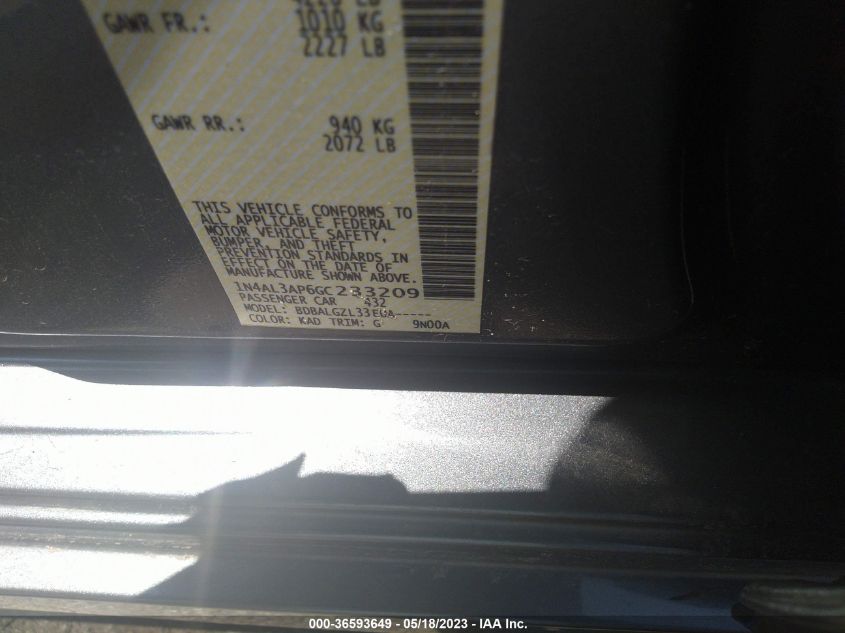 GAWR FR.: 1010 KG
2227 LB
GAWR RR.: 940 KG
2072 LB
THIS VEHICLE CONFORMS TO
ALL APPLICABLE FEDERAL
MOTOR VEHICLE SAFETY,
BUMPER, AND THEFT
PREVENTION STANDARDS IN
EFFECT ON THE DATE OF
MANUFACTURE SHOWN ABOVE.
1N4AL3AP6GC233209
PASSENGER CAR 432
MODEL: BDBALGZL33EUA-----
COLOR: KAD TRIM: G 9N00A
000-36593649 / 05/18/2023 - IAA Inc.